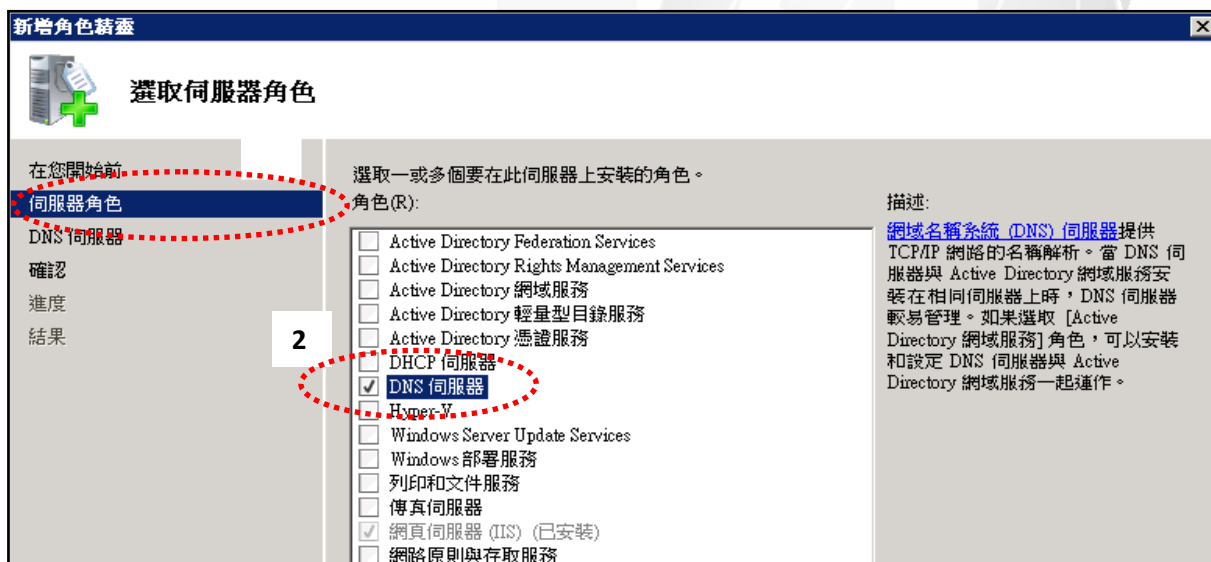 新增角色精靈
選取伺服器角色
在您開始前
伺服器角色
DNS 伺服器
確認
進度
結果
2
選取一或多個要在此伺服器上安裝的角色。
角色(R):
Active Directory Federation Services
Active Directory Rights Management Services
Active Directory 網域服務
Active Directory 輕量型目錄服務
Active Directory 憑證服務
DHCP 伺服器
DNS 伺服器
Hyper-V
Windows Server Update Services
Windows 部署服務
列印和文件服務
傳真伺服器
網頁伺服器 (IIS) (已安裝)
網路原則與存取服務
描述:
網域名稱系統 (DNS) 伺服器提供
TCP/IP 網路的名稱解析。當 DNS 伺
服器與 Active Directory 網域服務安
裝在相同伺服器上時，DNS 伺服器
較易管理。如果選取 [Active
Directory 網域服務] 角色，可以安裝
和設定 DNS 伺服器與 Active
Directory 網域服務一起運作。